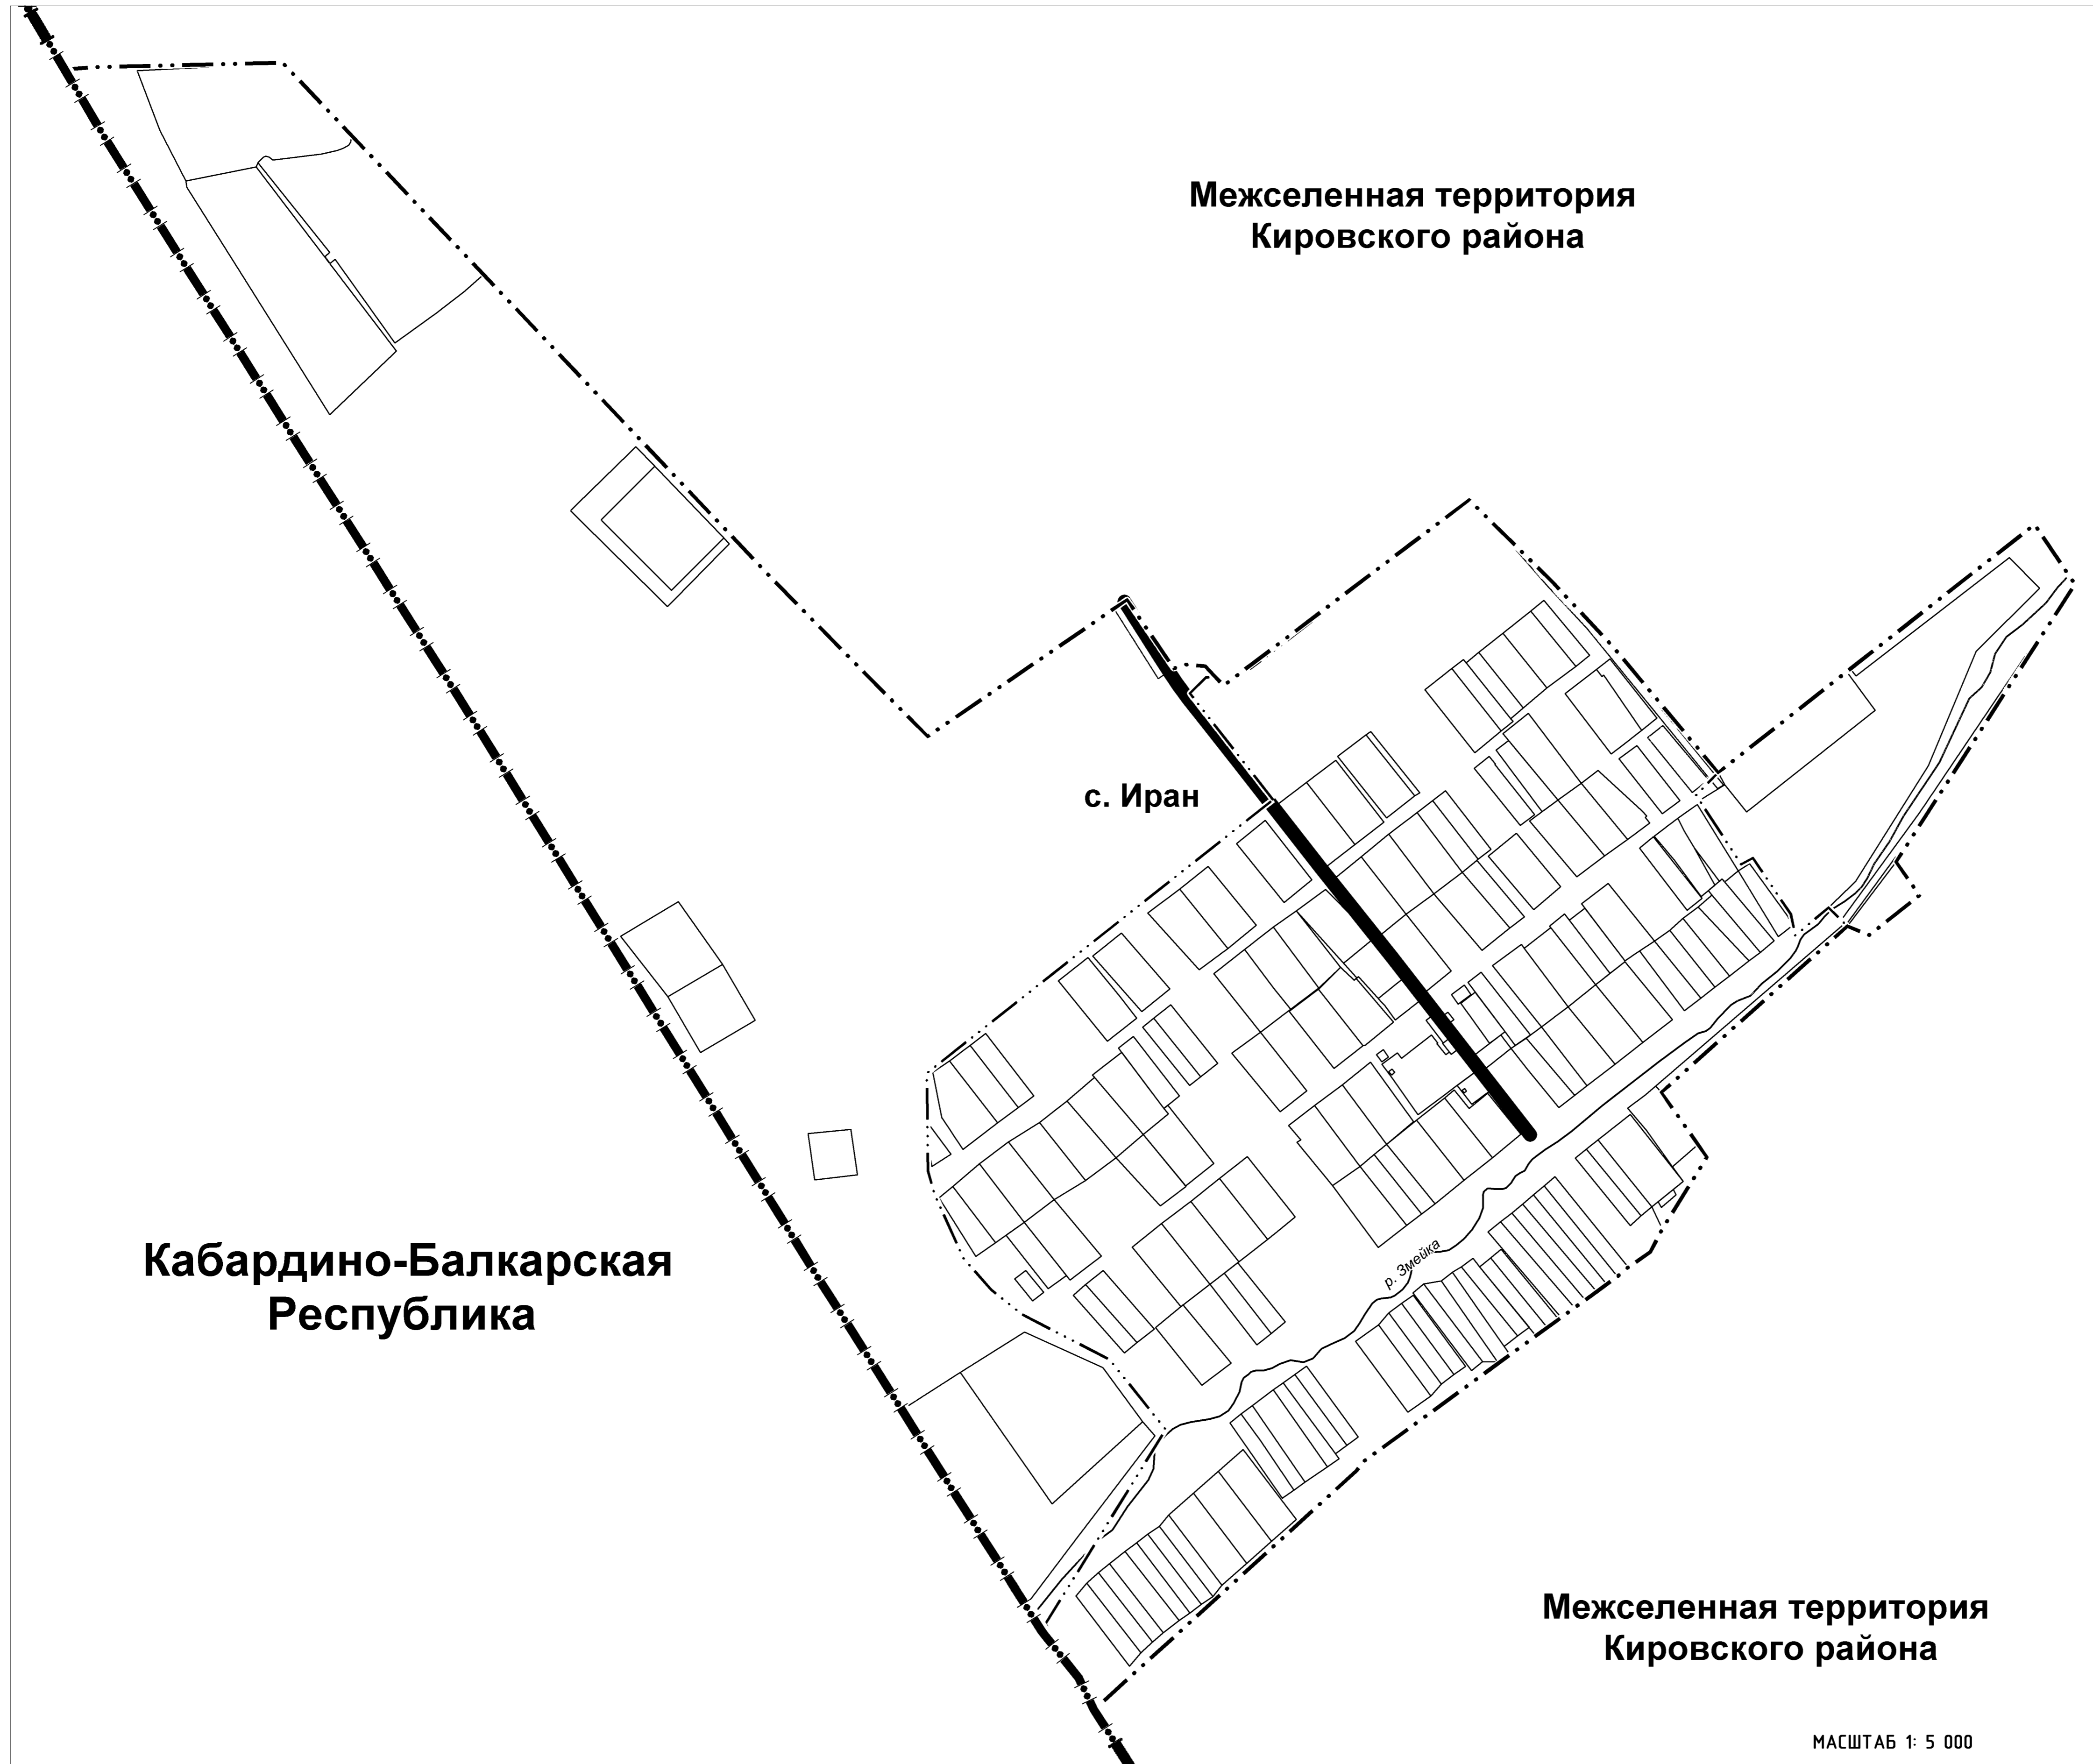 Межселенная территория
Кировского района
с. Иран
Кабардино-Балкарская
Республика
р. Змейка
Межселенная территория
Кировского района
МАСШТАБ 1: 5 000